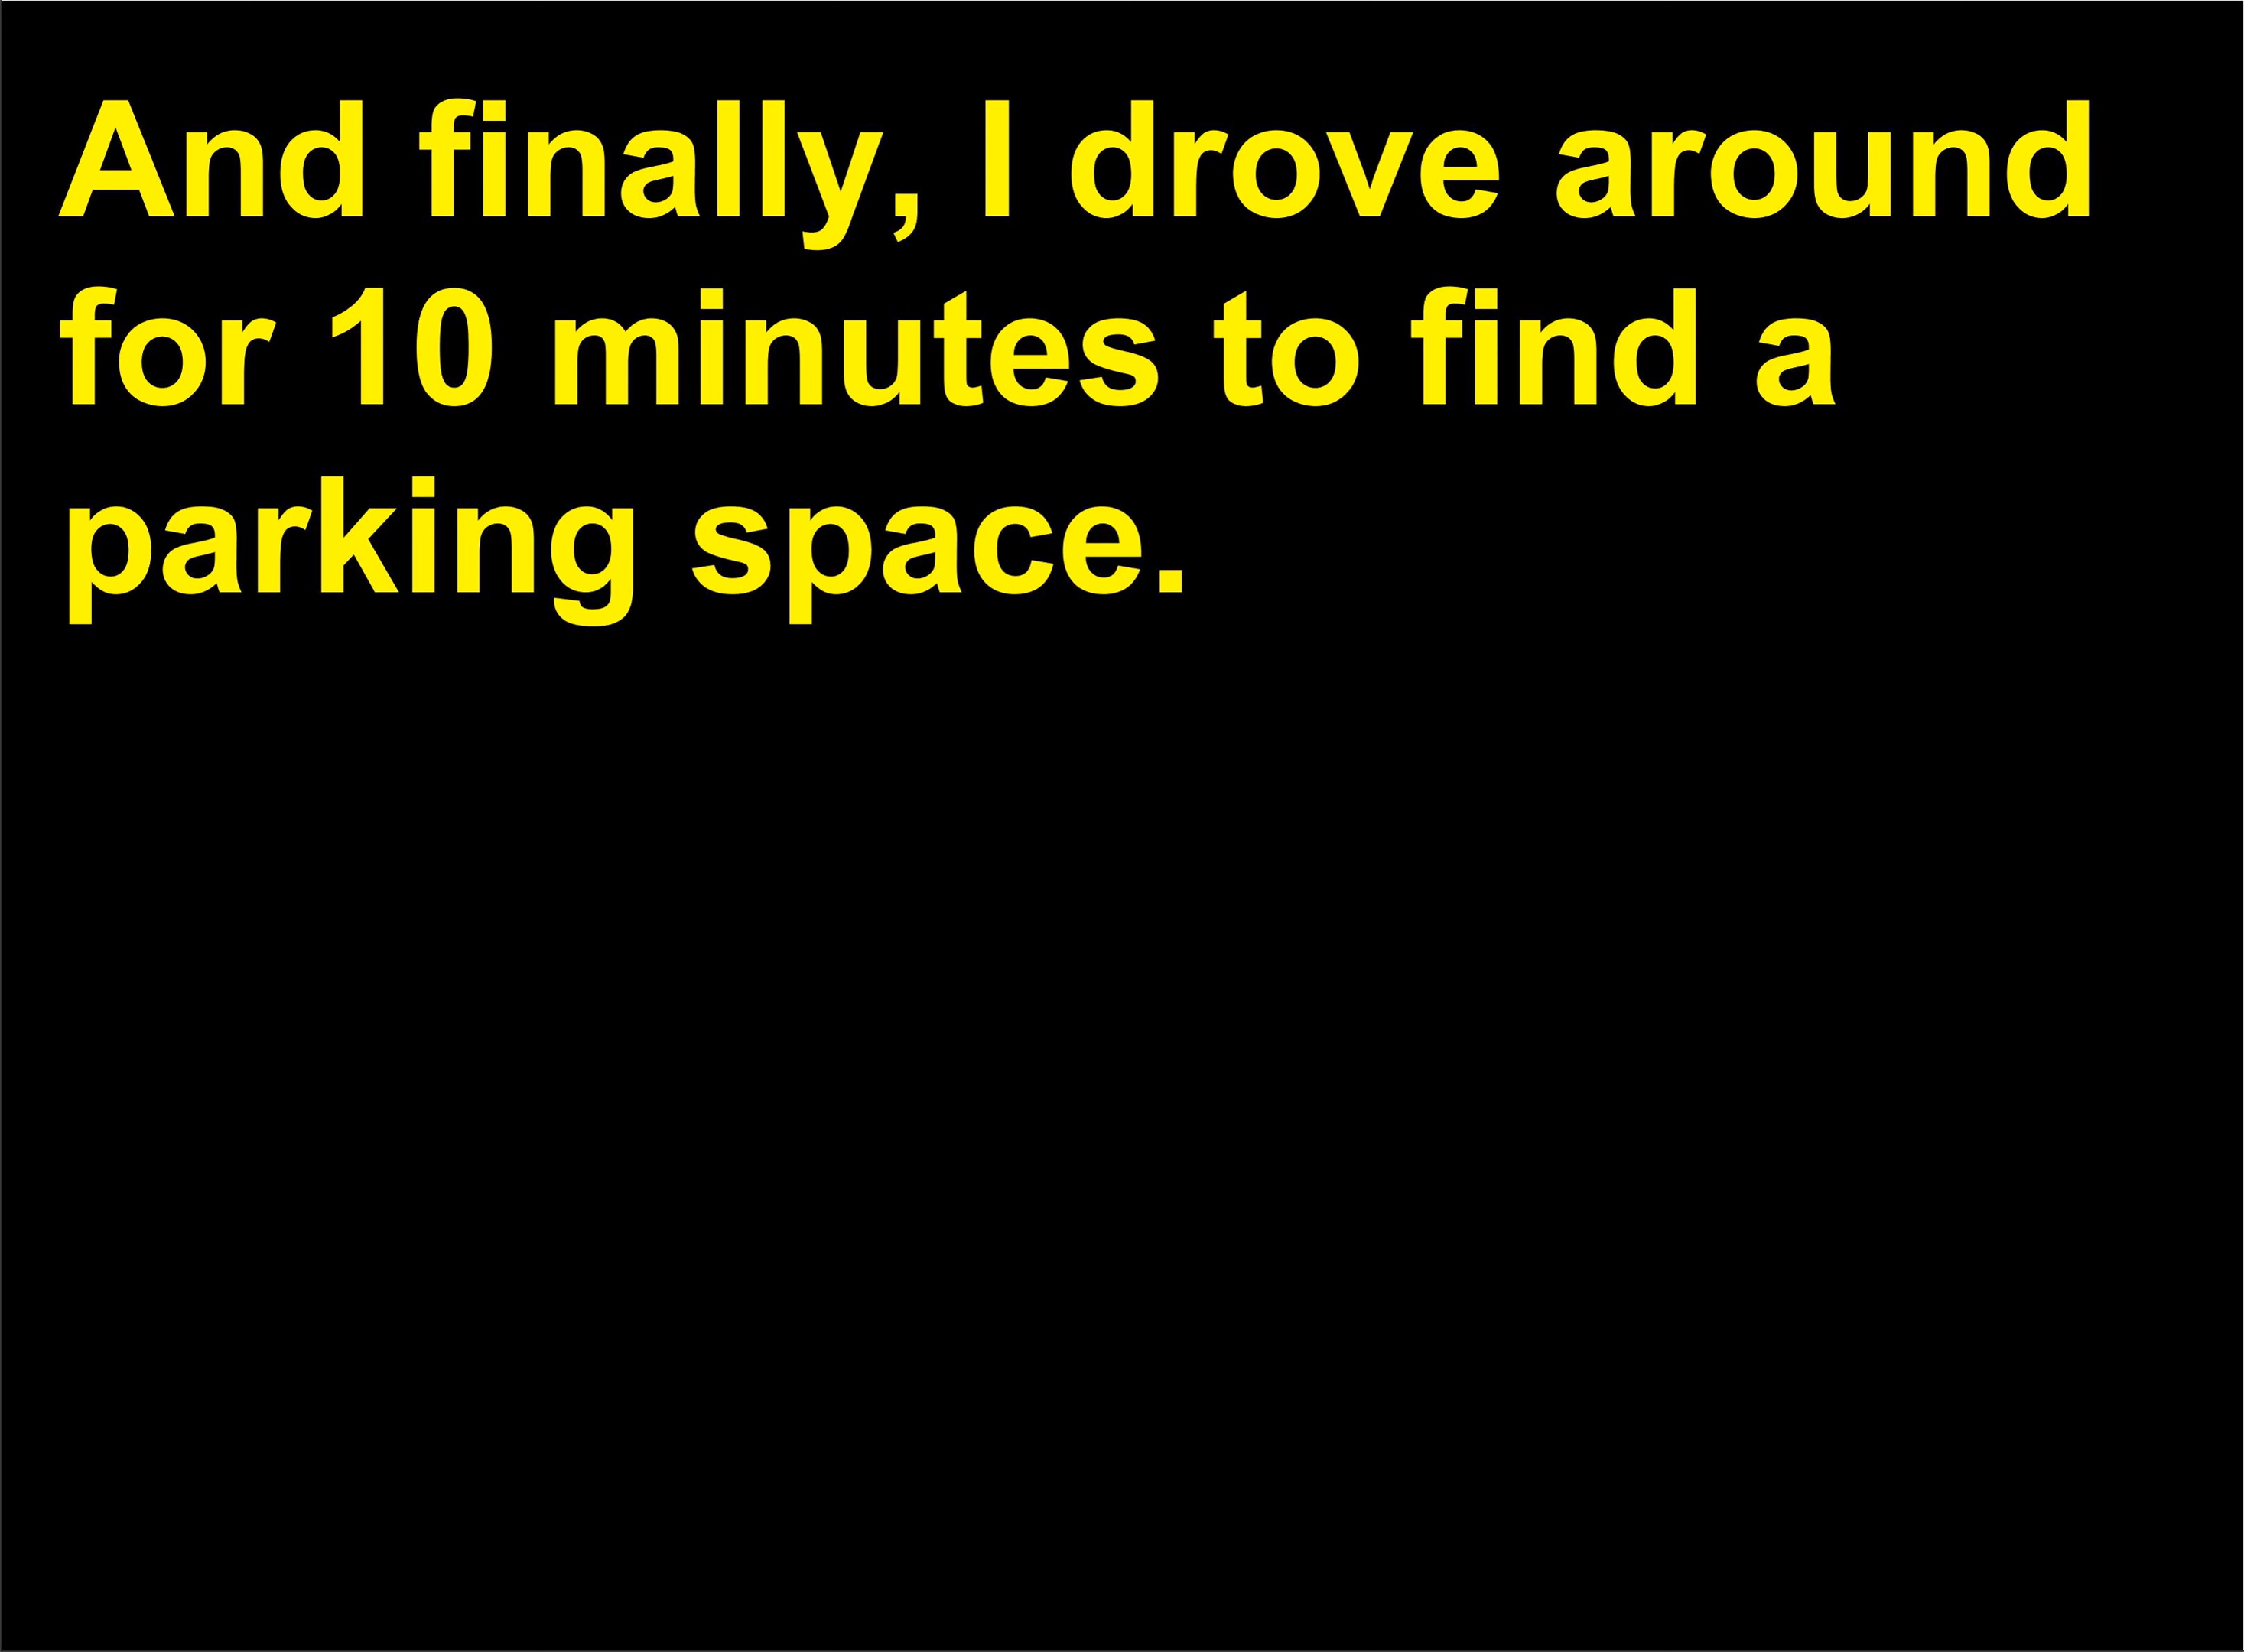 And finally, I drove around
for 10 minutes to find a
parking space.